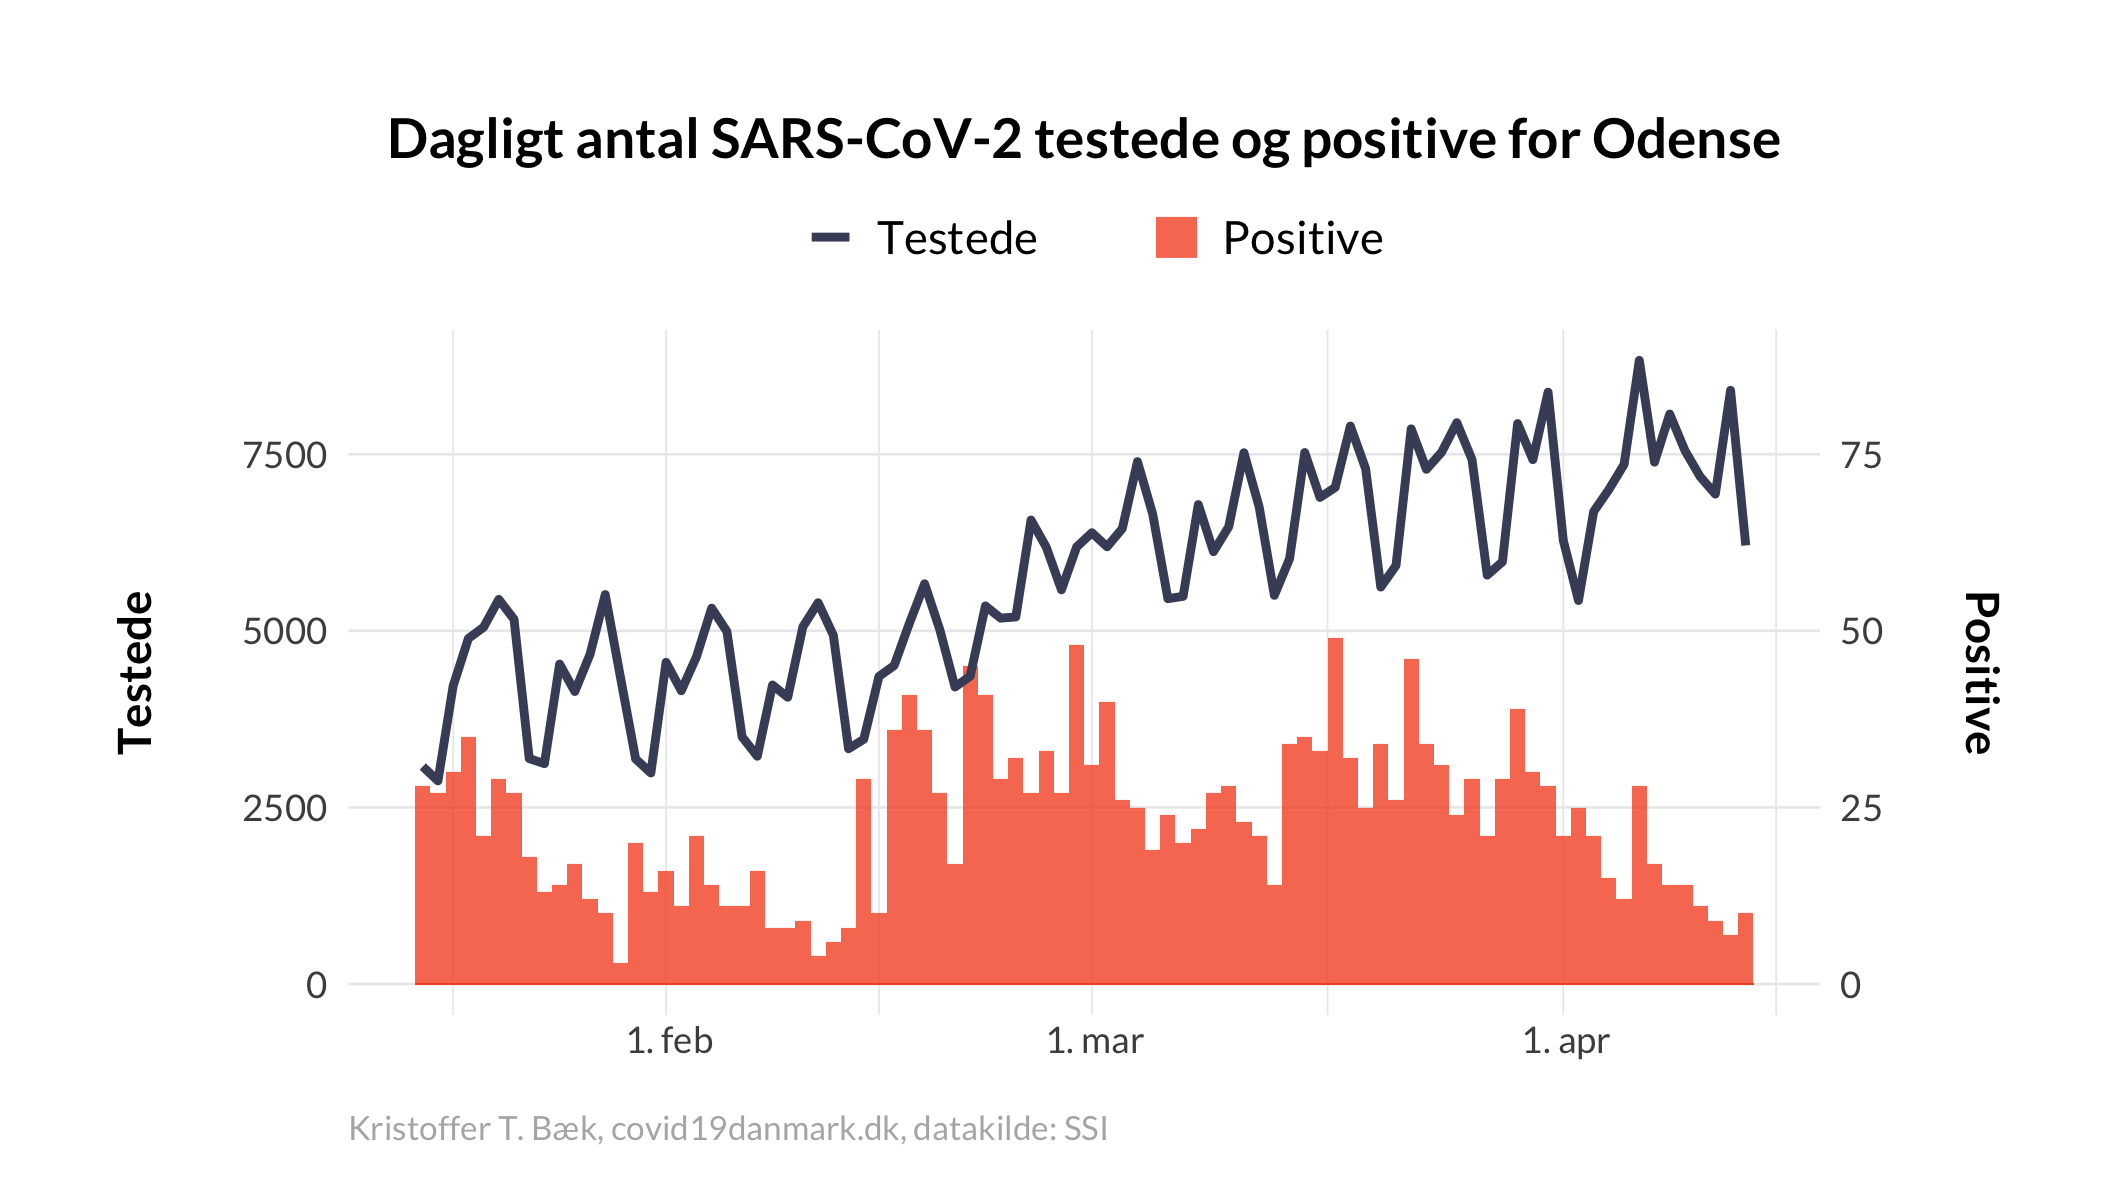 Dagligt antal SARS-CoV-2 testede og positive for Odense
Testede
Positive
7500
5000
2500
0
Testede
75
50
25
0
Positive
1. feb
1. mar
1. apr
Kristoffer T. Bæk, covid19danmark.dk, datakilde: SSI